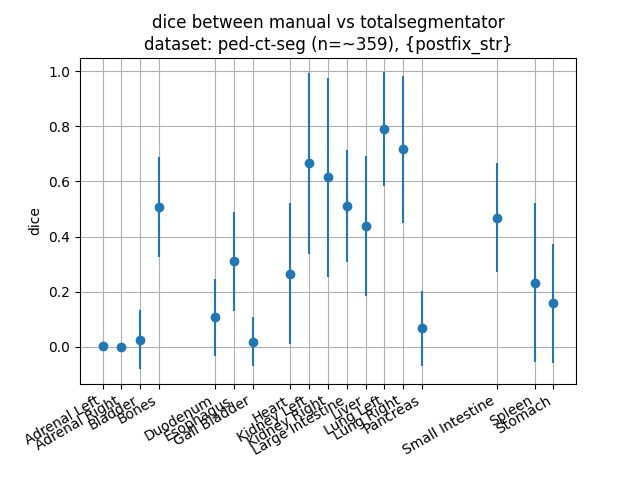 dice between manual vs totalsegmentator
dataset: ped-ct-seg (n=~359), {postfix_str}
1.0
0.8
0.6
0.4
0.2
0.0
dice
Adrenal Left
Adrenal Right
Bladder
Bones
Duodenum
Esophagus
Gall Bladder
Heart
Kidney Left
Kidney Right
Large Intestine
Liver
Lung Left
Lung Right
Pancreas
Small Intestine
Spleen
Stomach